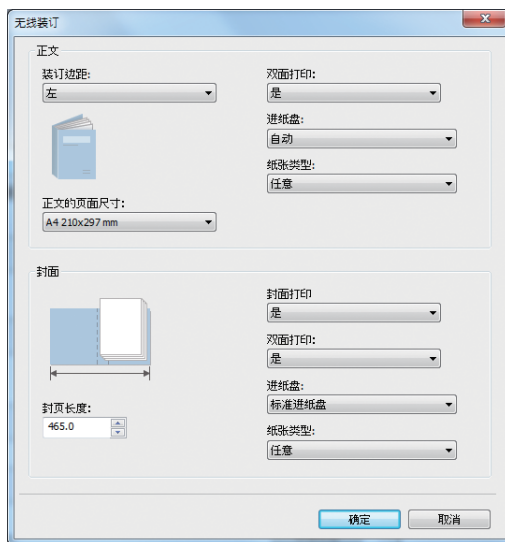 无线装订
正文
装订边距:
左
双面打印:
是
进纸盘:
自动
纸张类型:
任意
正文的页面尺寸:
A4 210x297 mm
封面
封面打印
是
双面打印:
是
进纸盘:
标准进纸盘
封页长度:
465.0
纸张类型:
任意
确定
取消